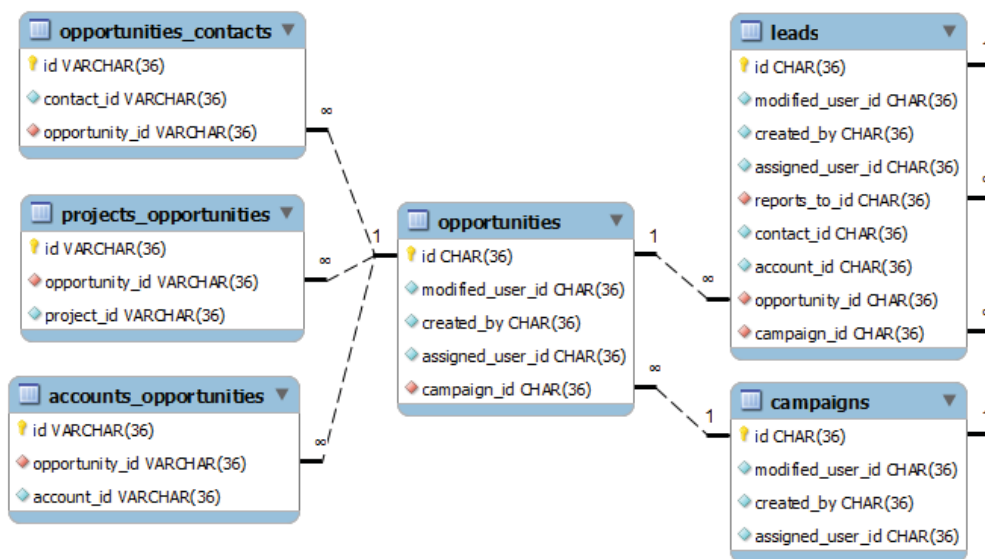 opportunities_contacts
id VARCHAR(36)
contact_id VARCHAR(36)
opportunity_id VARCHAR(36)
∞
projects_opportunities
id VARCHAR(36)
opportunity_id VARCHAR(36)
project_id VARCHAR(36)
∞
accounts_opportunities
id VARCHAR(36)
opportunity_id VARCHAR(36)
account_id VARCHAR(36)
∞
1
opportunities
id CHAR(36)
modified_user_id CHAR(36)
created_by CHAR(36)
assigned_user_id CHAR(36)
campaign_id CHAR(36)
1
∞
∞
1
leads
id CHAR(36)
modified_user_id CHAR(36)
created_by CHAR(36)
assigned_user_id CHAR(36)
reports_to_id CHAR(36)
contact_id CHAR(36)
account_id CHAR(36)
opportunity_id CHAR(36)
campaign_id CHAR(36)
campaigns
id CHAR(36)
modified_user_id CHAR(36)
created_by CHAR(36)
assigned_user_id CHAR(36)